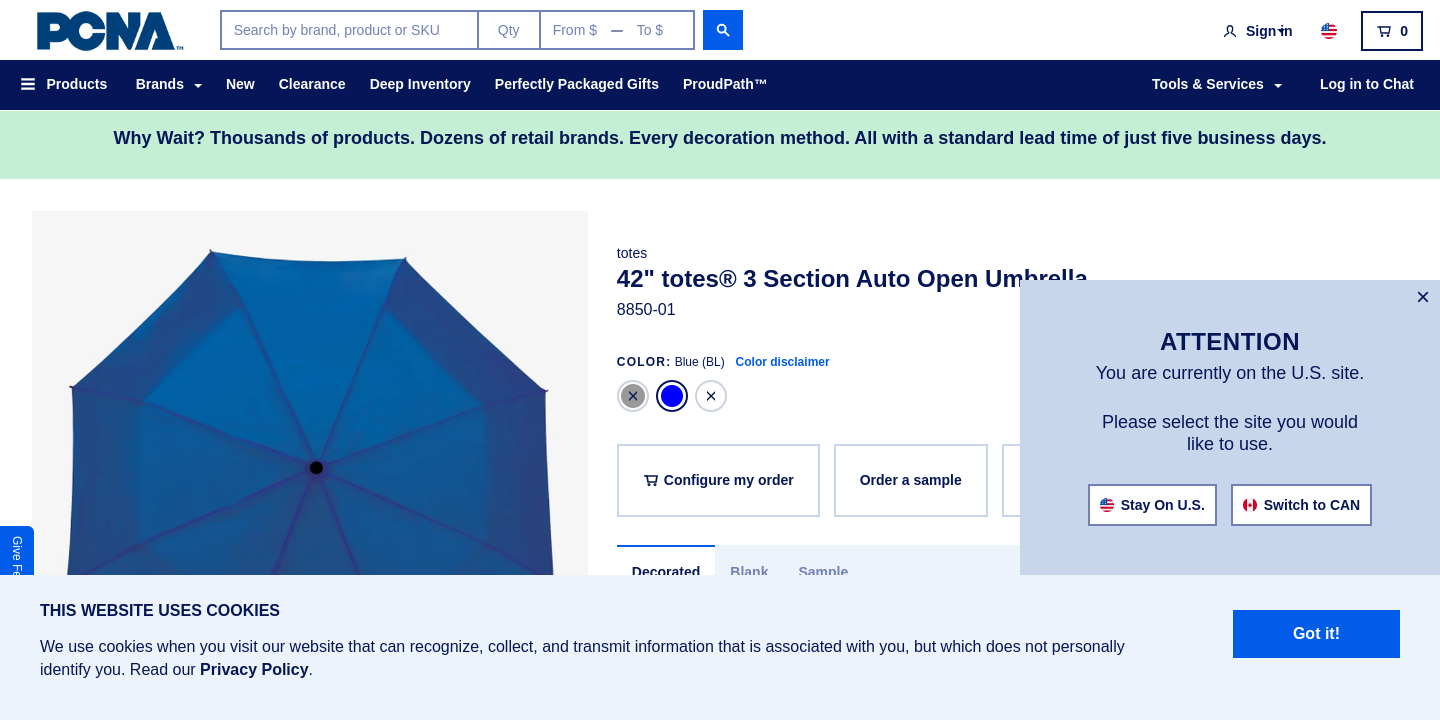 PCNA™
Search by brand, product or SKU
Qty
From $ — To $
Sign in
0
Products
Brands
New
Clearance
Deep Inventory
Perfectly Packaged Gifts
ProudPath™
Tools & Services
Log in to Chat
Why Wait? Thousands of products. Dozens of retail brands. Every decoration method. All with a standard lead time of just five business days.
totes
42" totes® 3 Section Auto Open Umbrella
8850-01
COLOR: Blue (BL) Color disclaimer
Configure my order
Order a sample
Decorated
Blank
Sample
ATTENTION
You are currently on the U.S. site.
Please select the site you would
like to use.
Stay On U.S.
Switch to CAN
Give
THIS WEBSITE USES COOKIES
We use cookies when you visit our website that can recognize, collect, and transmit information that is associated with you, but which does not personally
identify you. Read our Privacy Policy.
Got it!